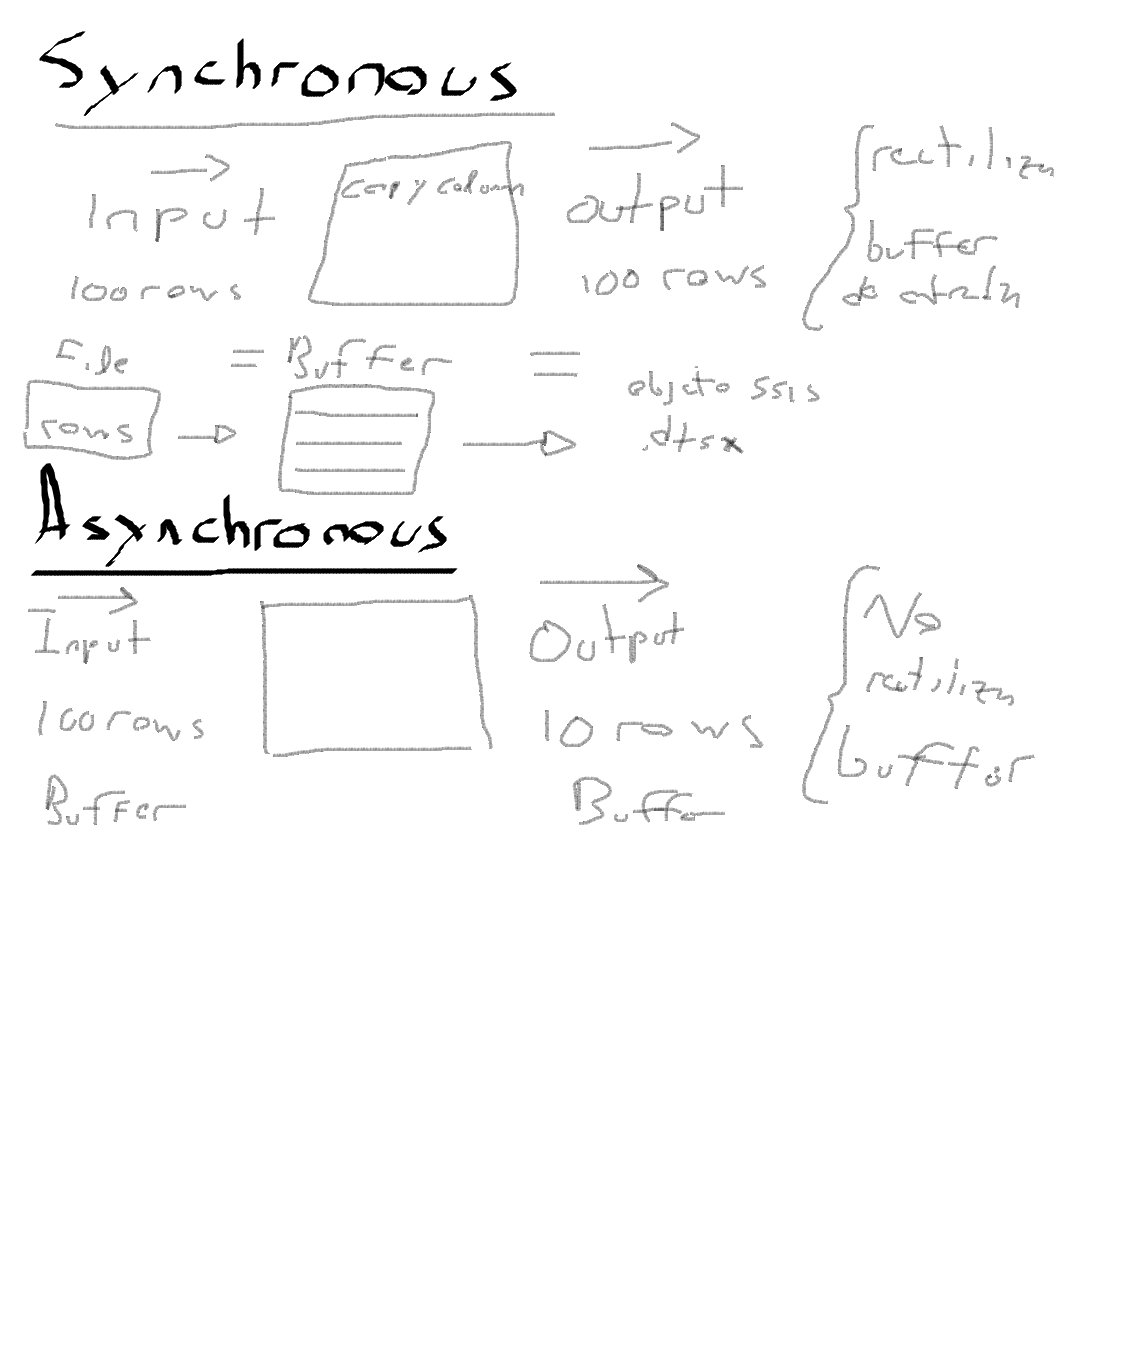 Synchronous
Input
100 rows
copy column
output
100 rows
reutiliza
buffer
de entrada
File = Buffer =
rows
objeto SSIS
.dtsx
Asynchronous
Input
100 rows
Buffer
Output
10 rows
Buffer
No
reutiliza
buffer